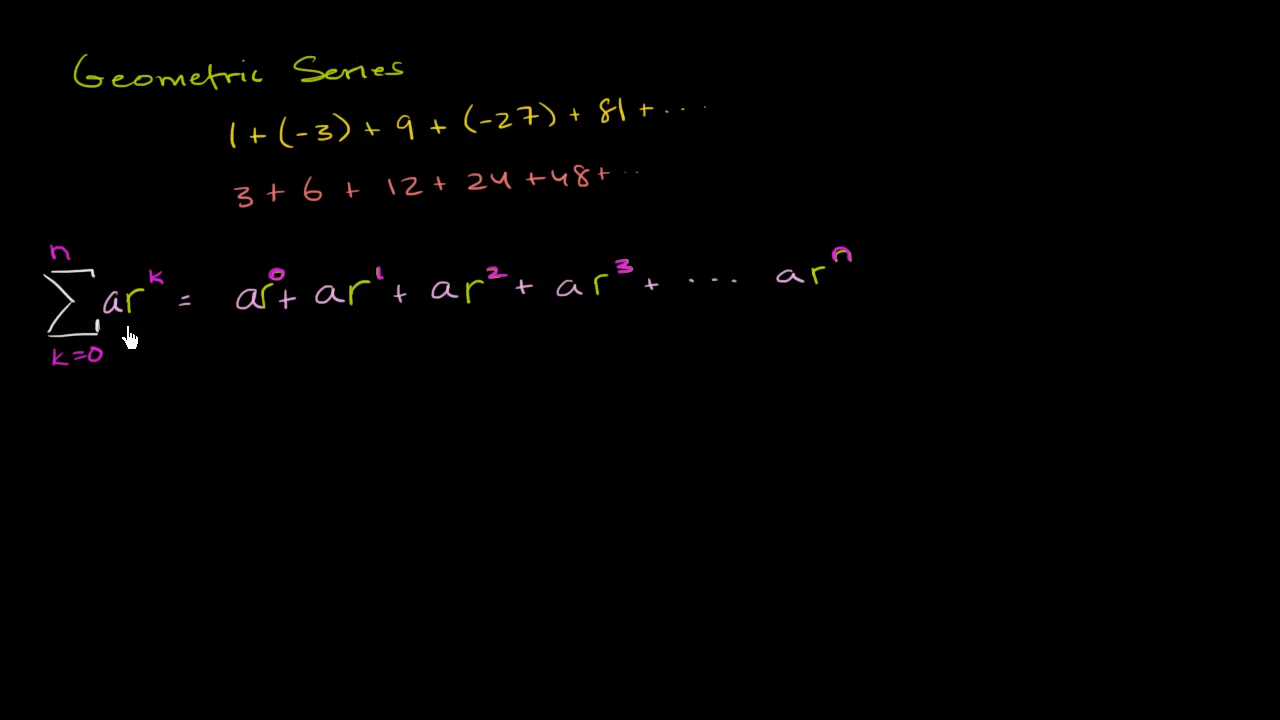 Geometric Series
1 + (-3) + 9 + (-27) + 81 + ...
3 + 6 + 12 + 24 + 48 + ...
n
∑ ar^k = ar^0 + ar^1 + ar^2 + ar^3 + ... ar^n
k=0